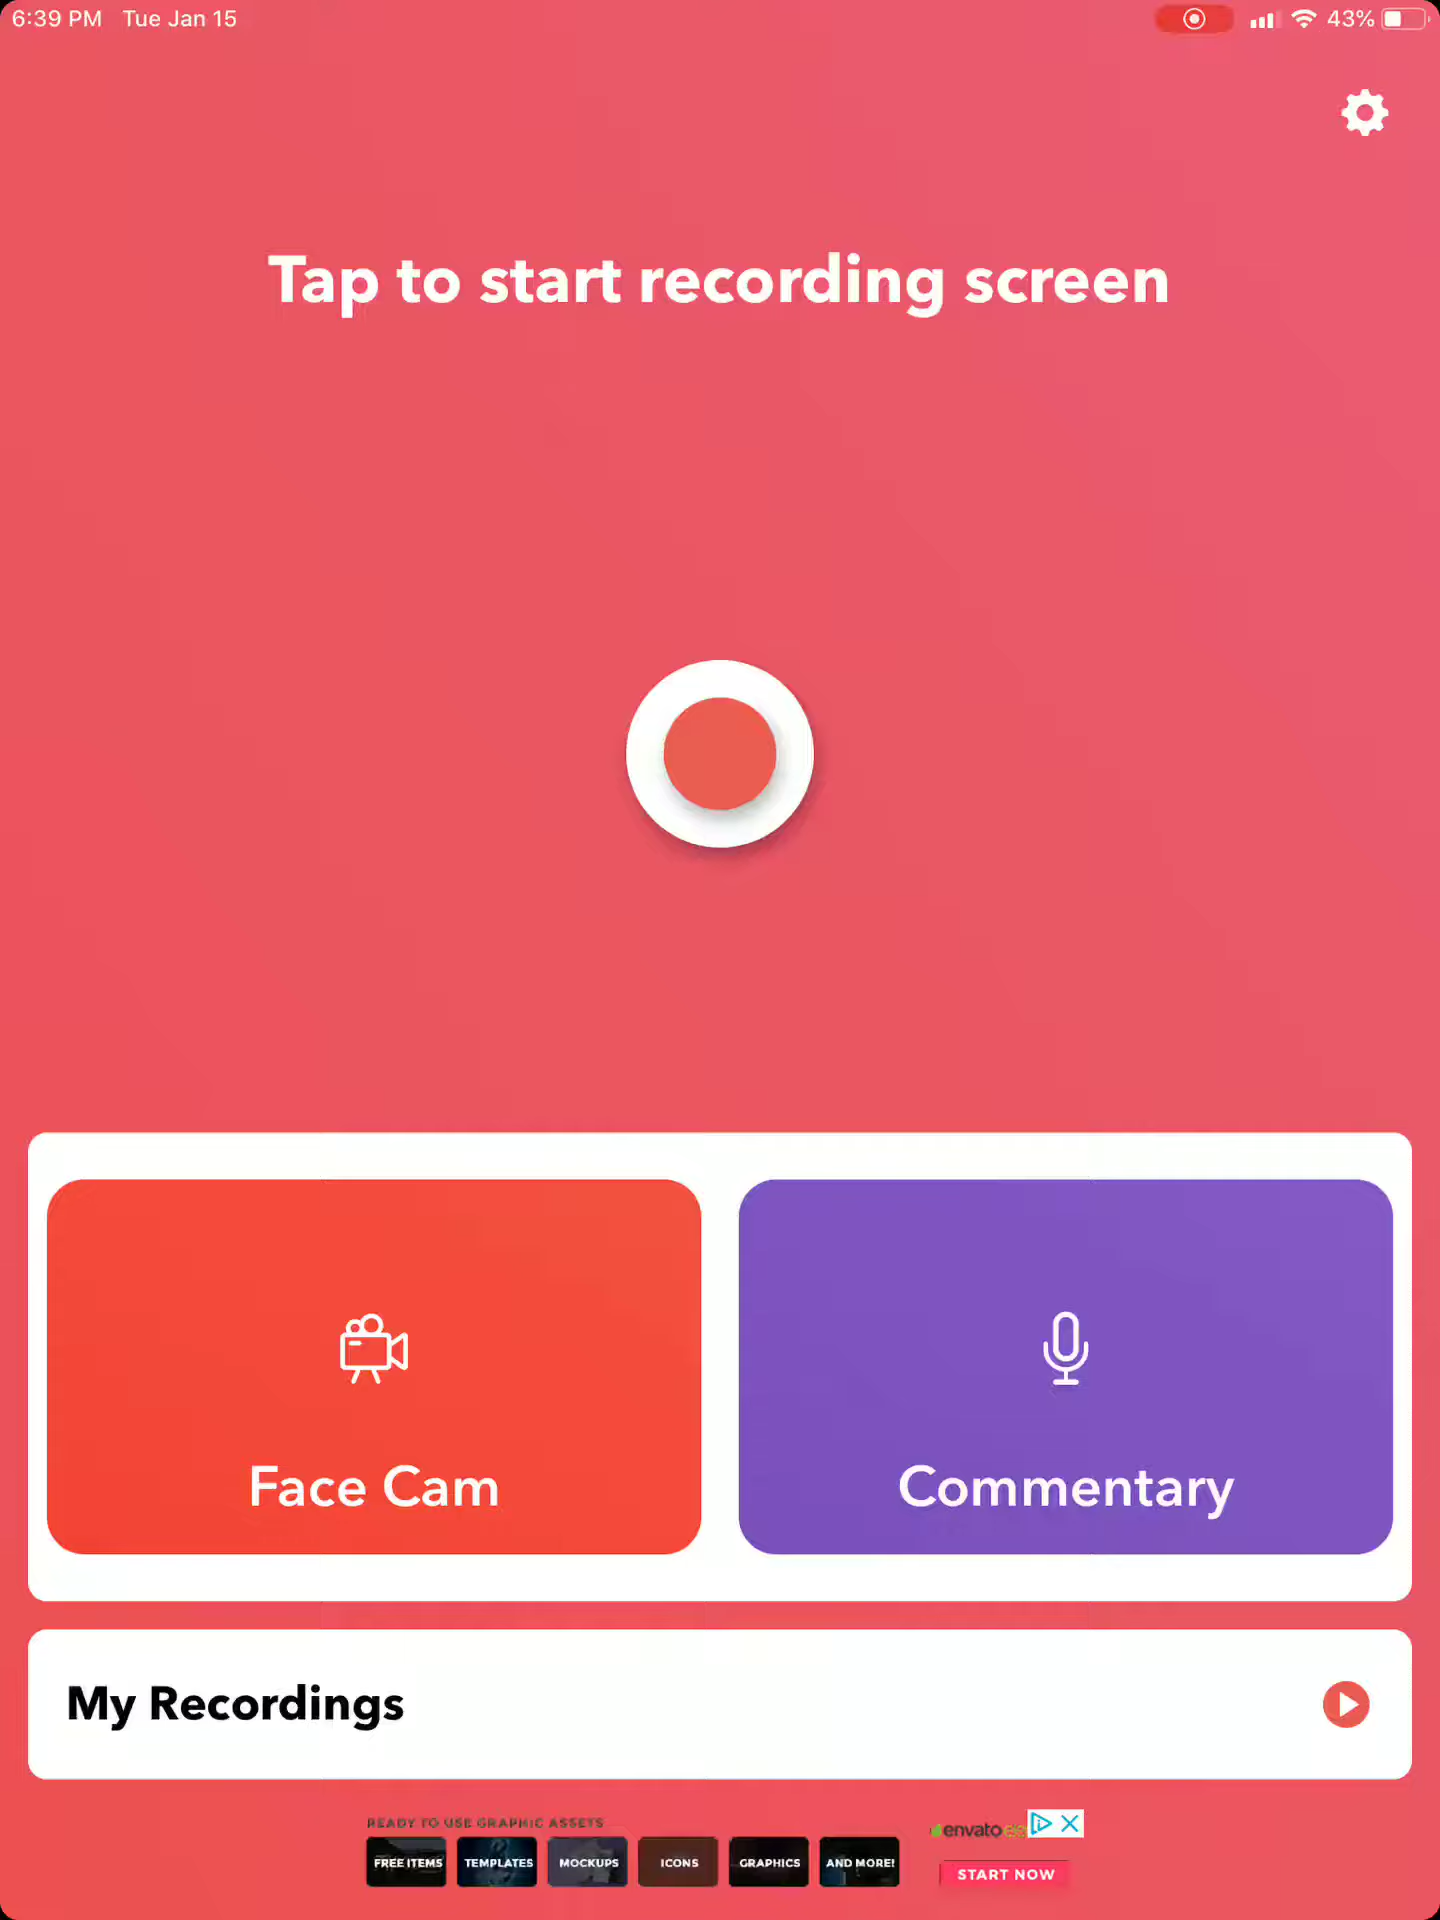 6:39 PM Tue Jan 15
43%
Tap to start recording screen
Face Cam
Commentary
My Recordings
READY TO USE GRAPHIC ASSETS
FREE ITEMS
TEMPLATES
MOCKUPS
ICONS
GRAPHICS
AND MORE!
envato
START NOW